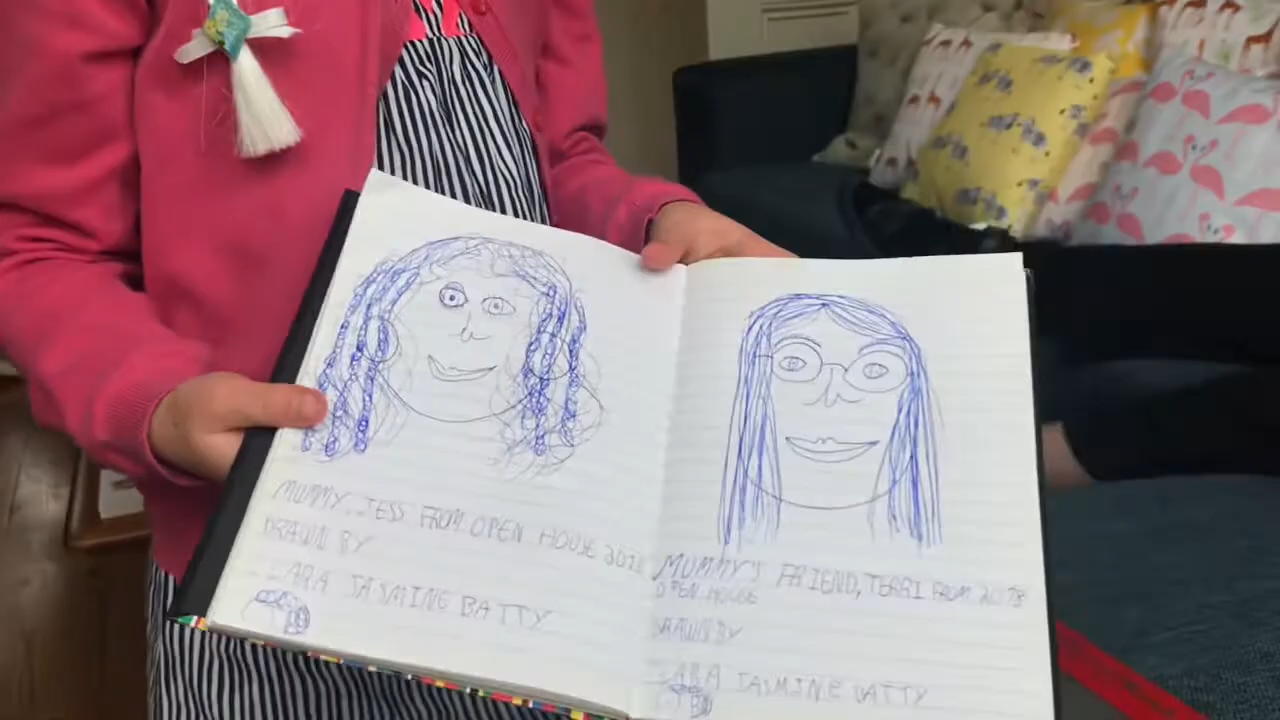 MUMMY, JESS FROM OPEN HOUSE 2018
DRAWN BY
LARA JASMINE BATTY
MUMMY'S FRIEND, TERRI FROM 2018
OPEN HOUSE
DRAWN BY
LARA JASMINE BATTY